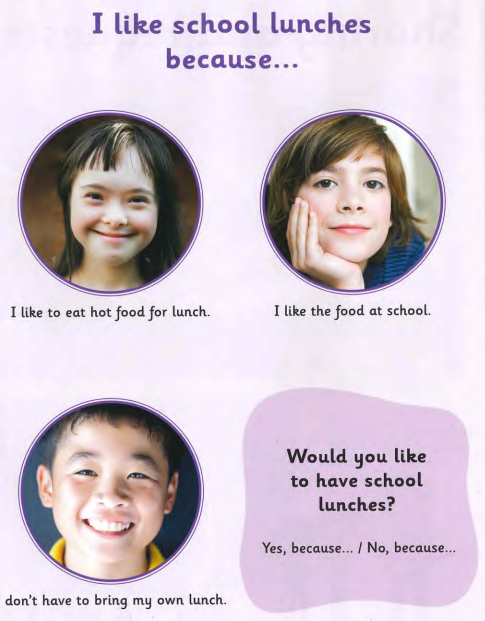 I like school lunches
because...
I like to eat hot food for lunch.
I like the food at school.
don't have to bring my own lunch.
Would you like
to have school
lunches?
Yes, because... / No, because...